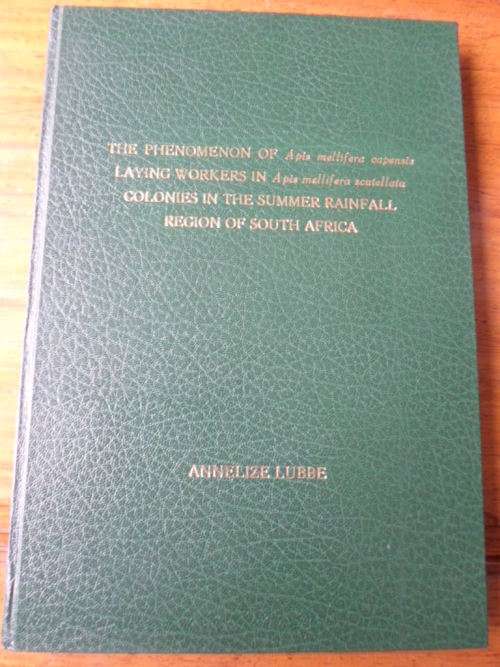 THE PHENOMENON OF Apis mellifera capensis
LAYING WORKERS IN Apis mellifera scutellata
COLONIES IN THE SUMMER RAINFALL
REGION OF SOUTH AFRICA
ANNELIZE LUBBE